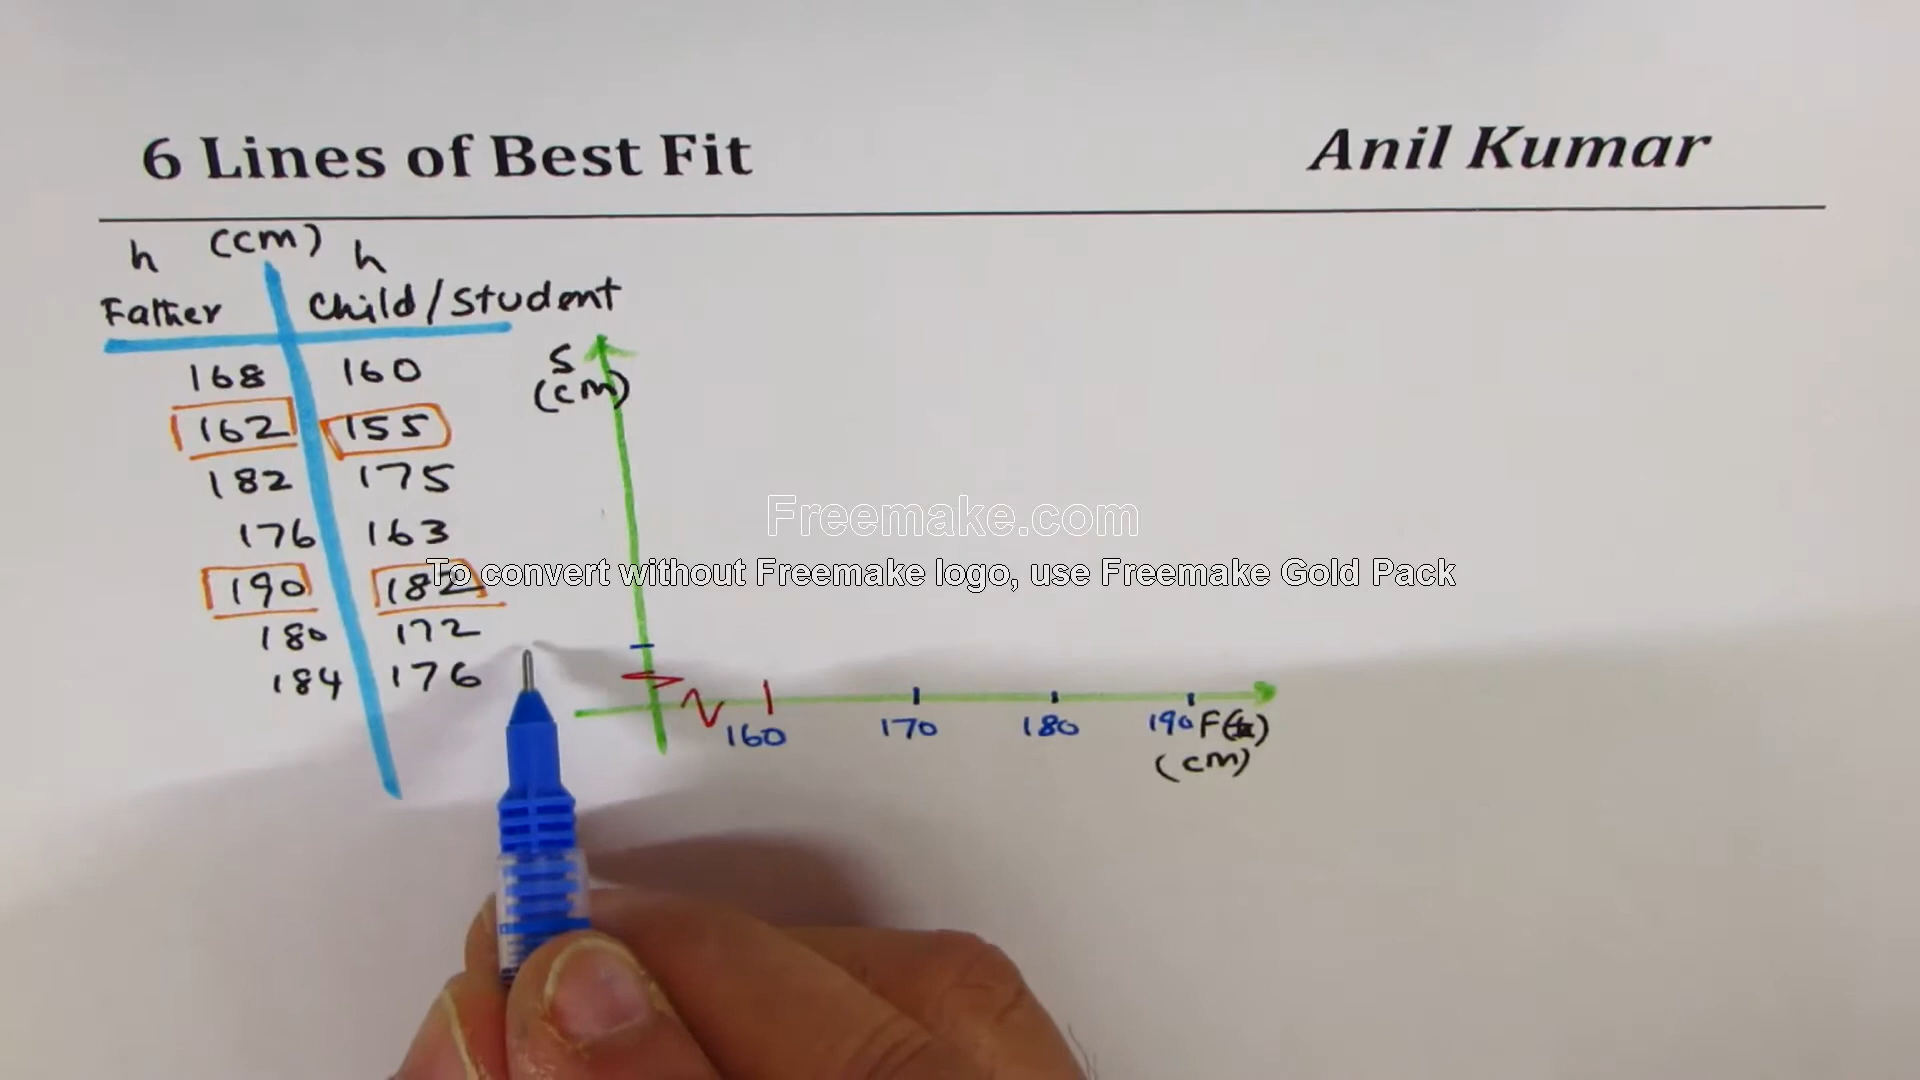 6 Lines of Best Fit
Anil Kumar
h (cm) h
Father Child/Student
168 160
162 155
182 175
176 163
190 182
180 172
184 176
S
(cm)
160 170 180 190
(cm)
Freemake.com
To convert without Freemake logo, use Freemake Gold Pack